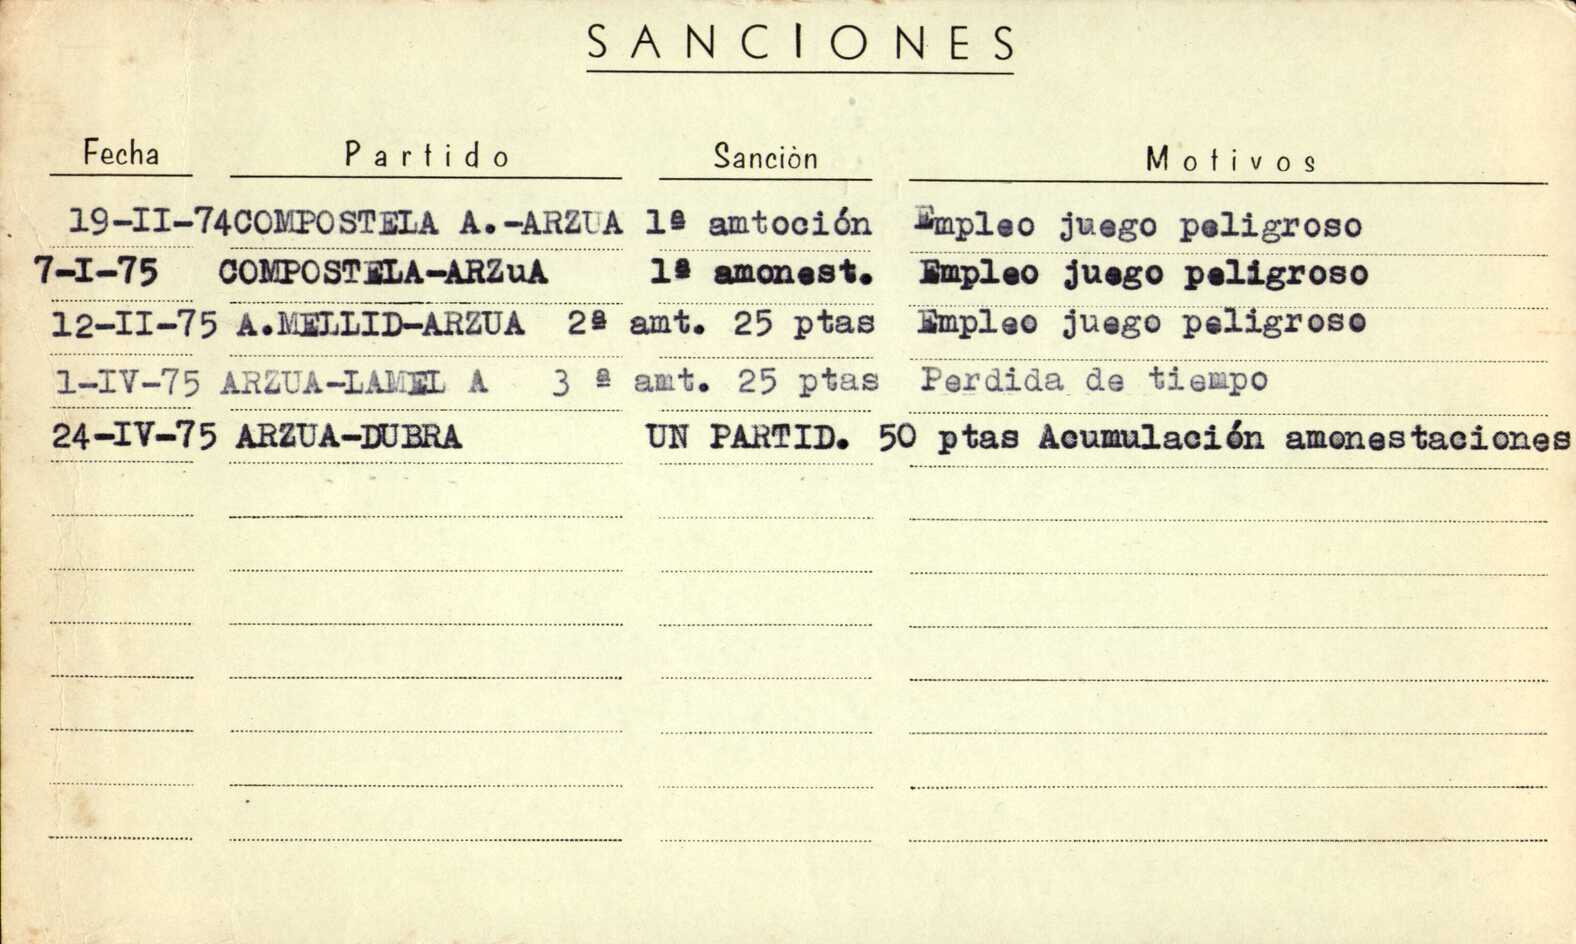 SANCIONES
Fecha Partido Sanciòn Motivos
19-II-74 COMPOSTELA A.-ARZUA 1ª amtoción Empleo juego peligroso
7-I-75 COMPOSTELA-ARZuA 1ª amonest. Empleo juego peligroso
12-II-75 A.MELLID-ARZUA 2ª amt. 25 ptas Empleo juego peligroso
1-IV-75 ARZUA-LAMEL A 3 ª amt. 25 ptas Perdida de tiempo
24-IV-75 ARZUA-DUBRA UN PARTID. 50 ptas Acumulación amonestaciones